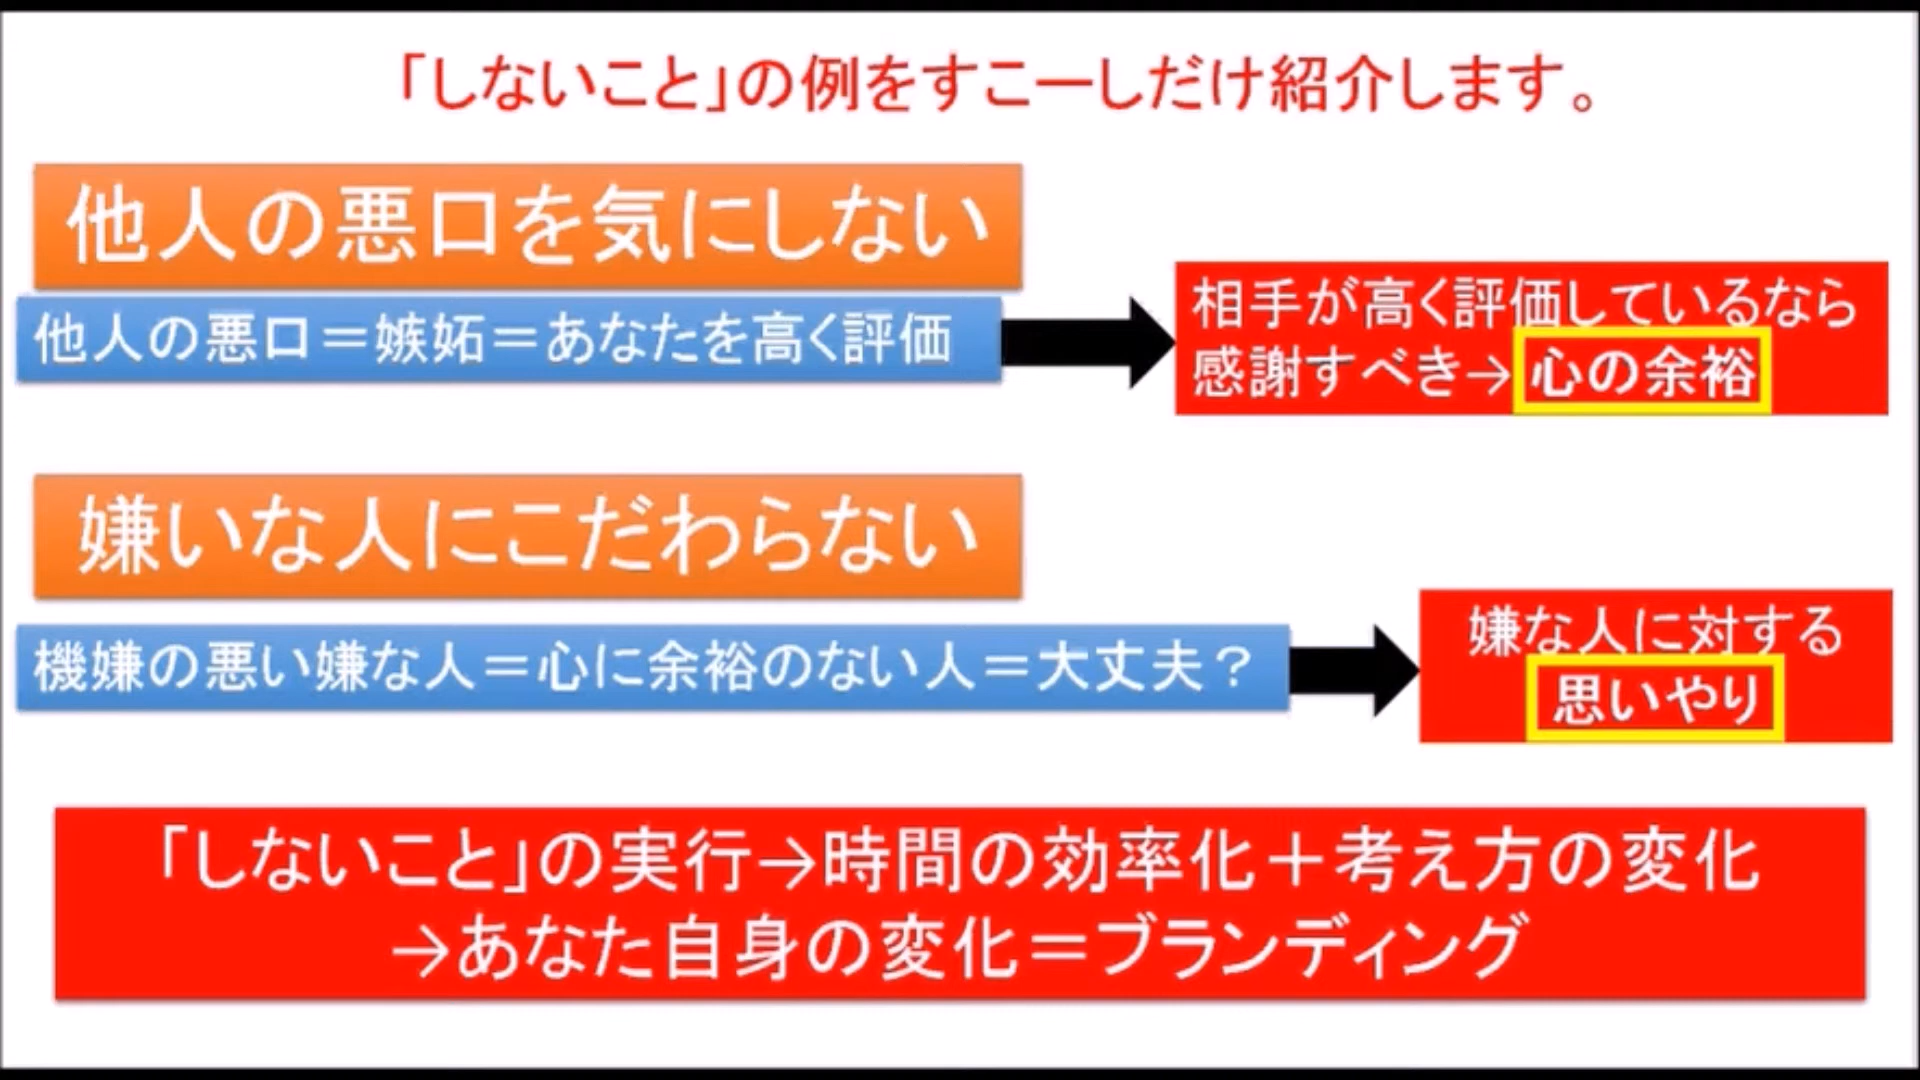 「しないこと」の例をすこーしだけ紹介します。
他人の悪口を気にしない
他人の悪口＝嫉妬＝あなたを高く評価
相手が高く評価しているなら
感謝すべき→心の余裕
嫌いな人にこだわらない
機嫌の悪い嫌な人＝心に余裕のない人＝大丈夫？
嫌な人に対する
思いやり
「しないこと」の実行→時間の効率化＋考え方の変化
→あなた自身の変化＝ブランディング